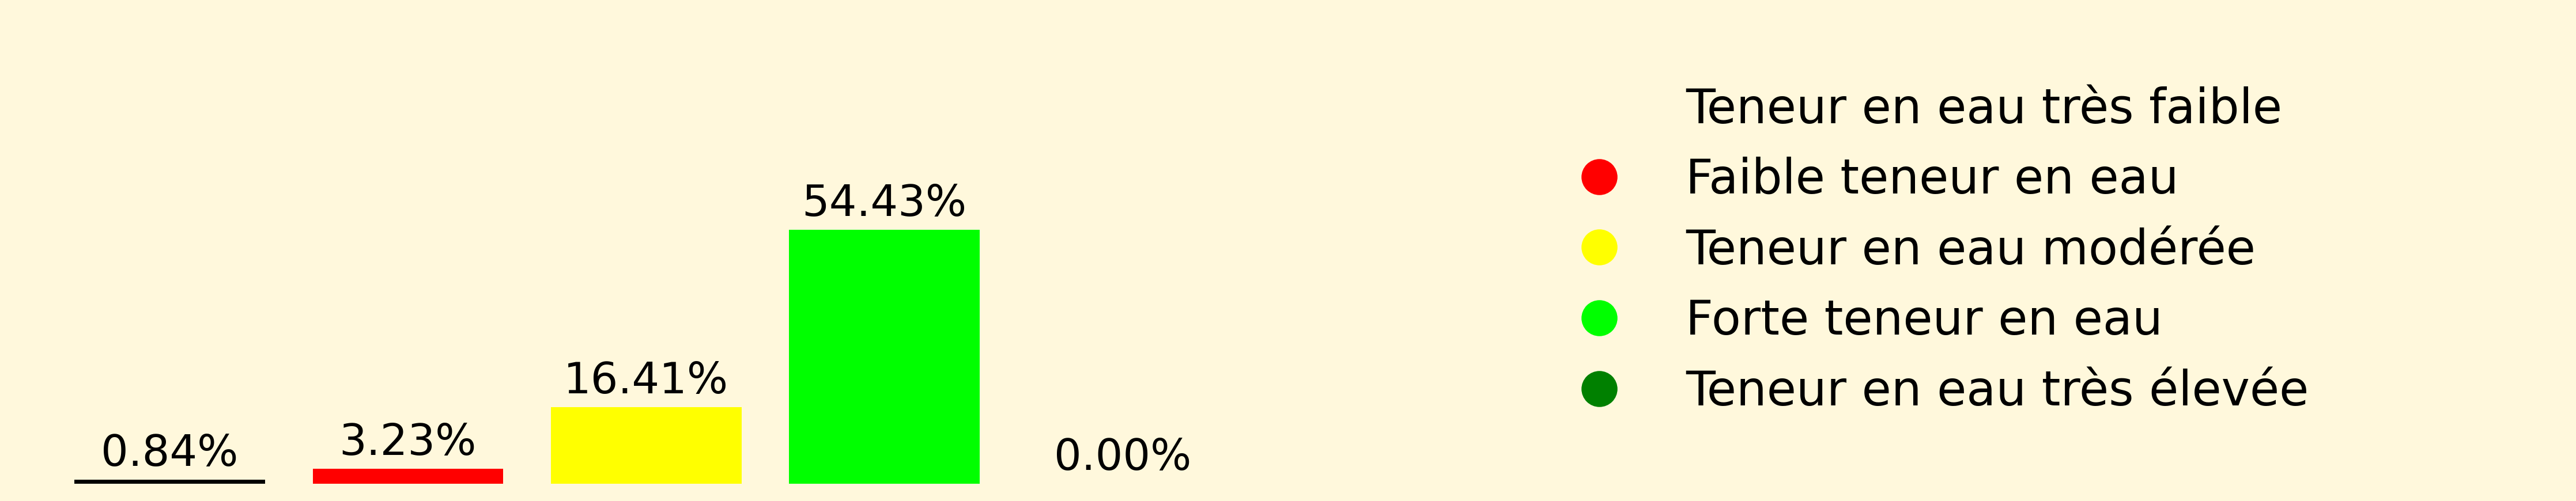 0.84%
3.23%
16.41%
54.43%
0.00%
Teneur en eau très faible
Faible teneur en eau
Teneur en eau modérée
Forte teneur en eau
Teneur en eau très élevée